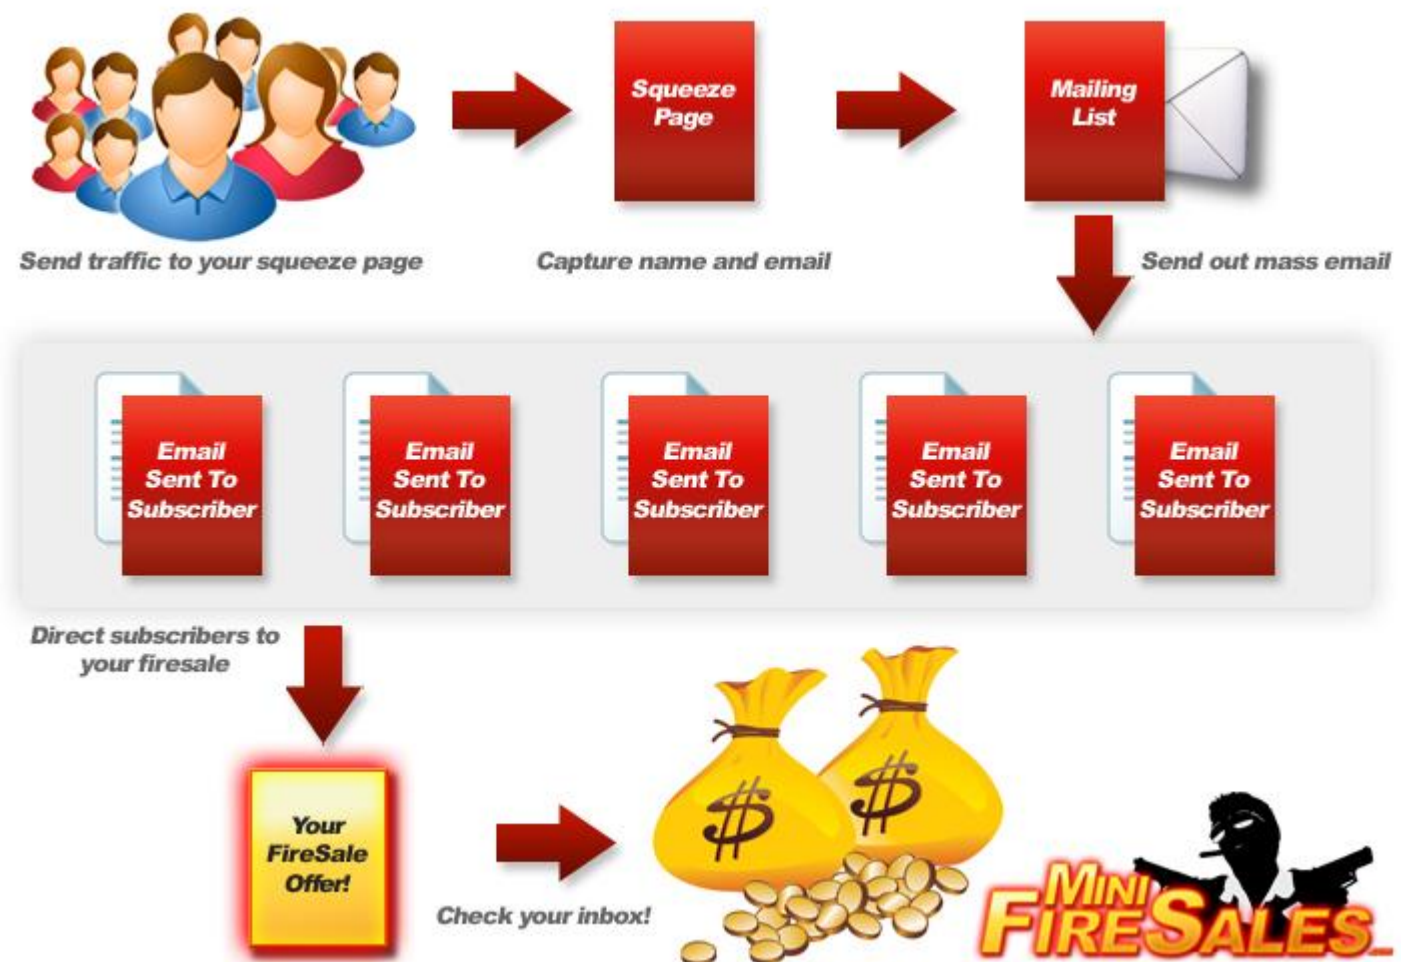 Squeeze
Page
Mailing
List
Send traffic to your squeeze page
Capture name and email
Send out mass email
Email
Sent To
Subscriber
Email
Sent To
Subscriber
Email
Sent To
Subscriber
Email
Sent To
Subscriber
Email
Sent To
Subscriber
Direct subscribers to
your firesale
Your
FireSale
Offer!
Check your inbox!
$
$
MINI
FIRESALES